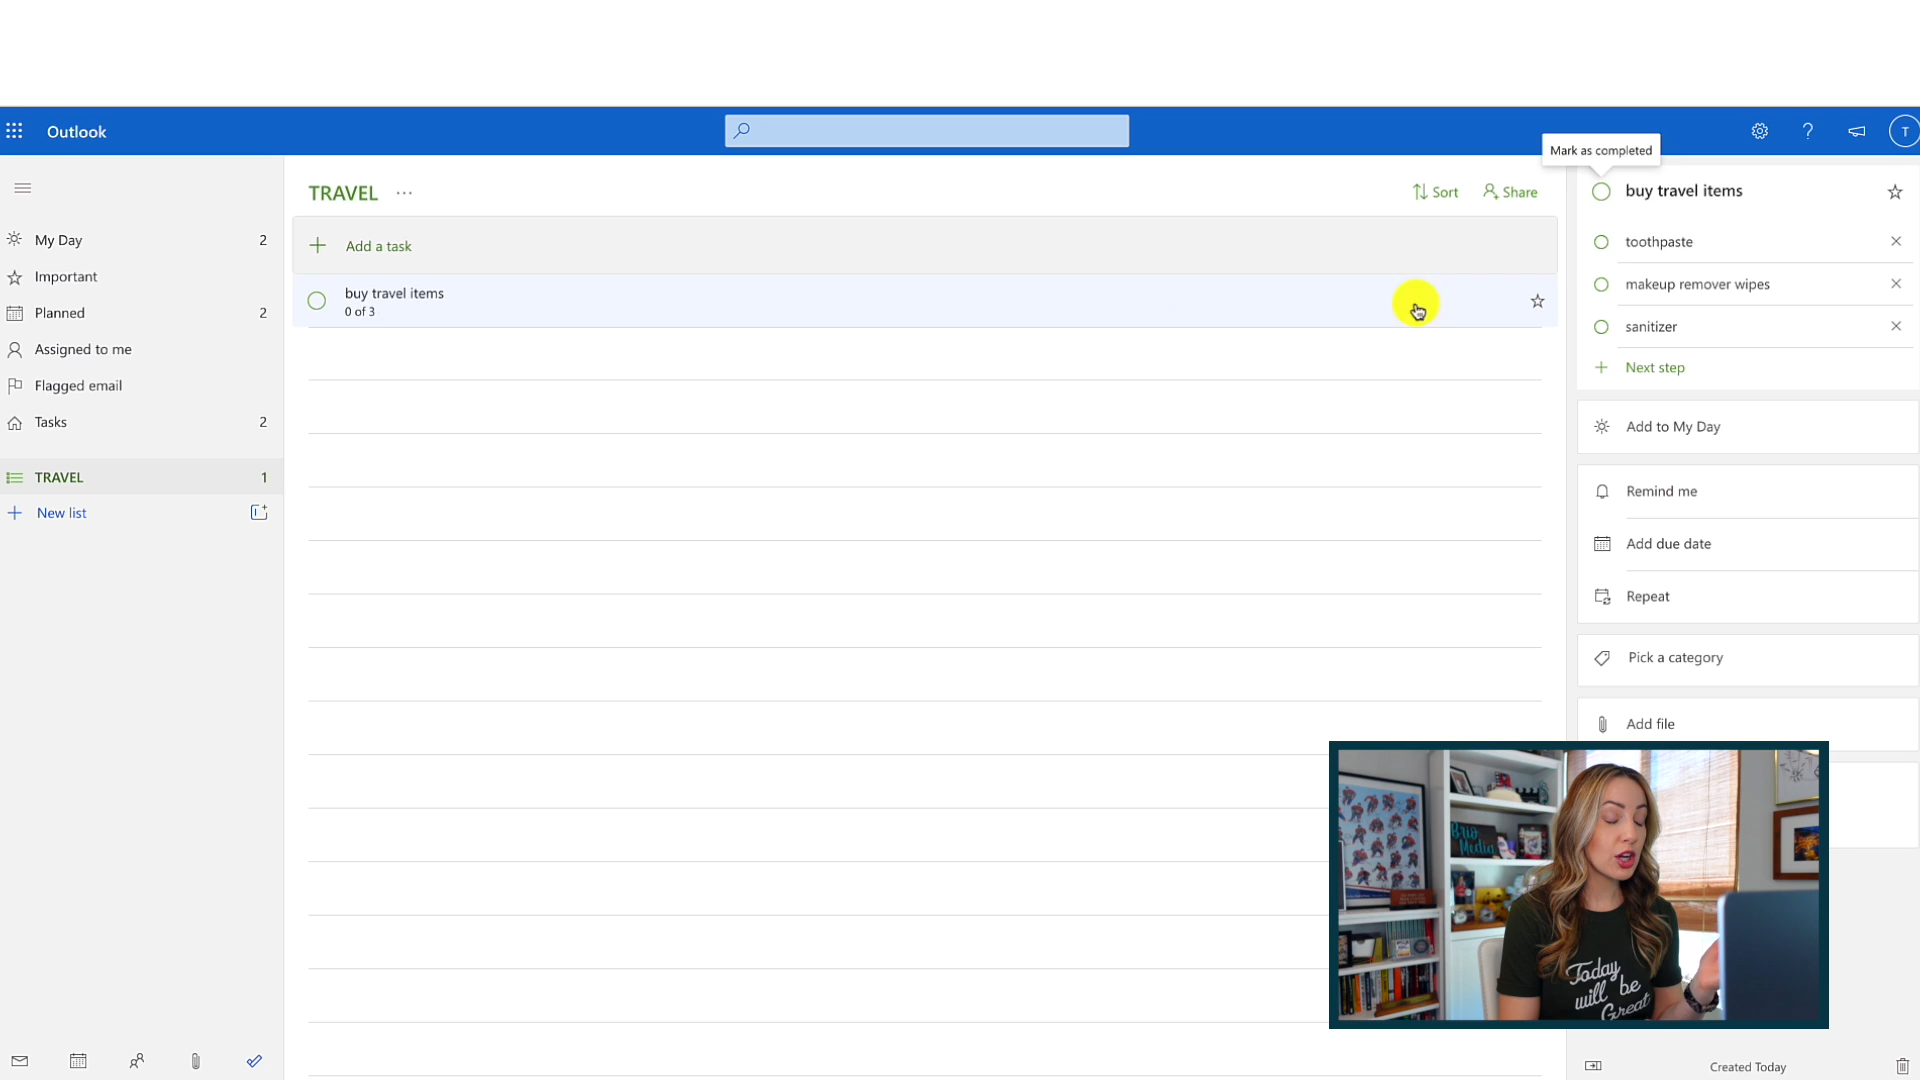 Outlook
Mark as completed
T
My Day 2
Important
Planned 2
Assigned to me
Flagged email
Tasks 2
TRAVEL 1
New list
TRAVEL ...
Sort
Share
Add a task
buy travel items
0 of 3
buy travel items
toothpaste
makeup remover wipes
sanitizer
Next step
Add to My Day
Remind me
Add due date
Repeat
Pick a category
Add file
Brio
Media
Today
will be
Great
Created Today